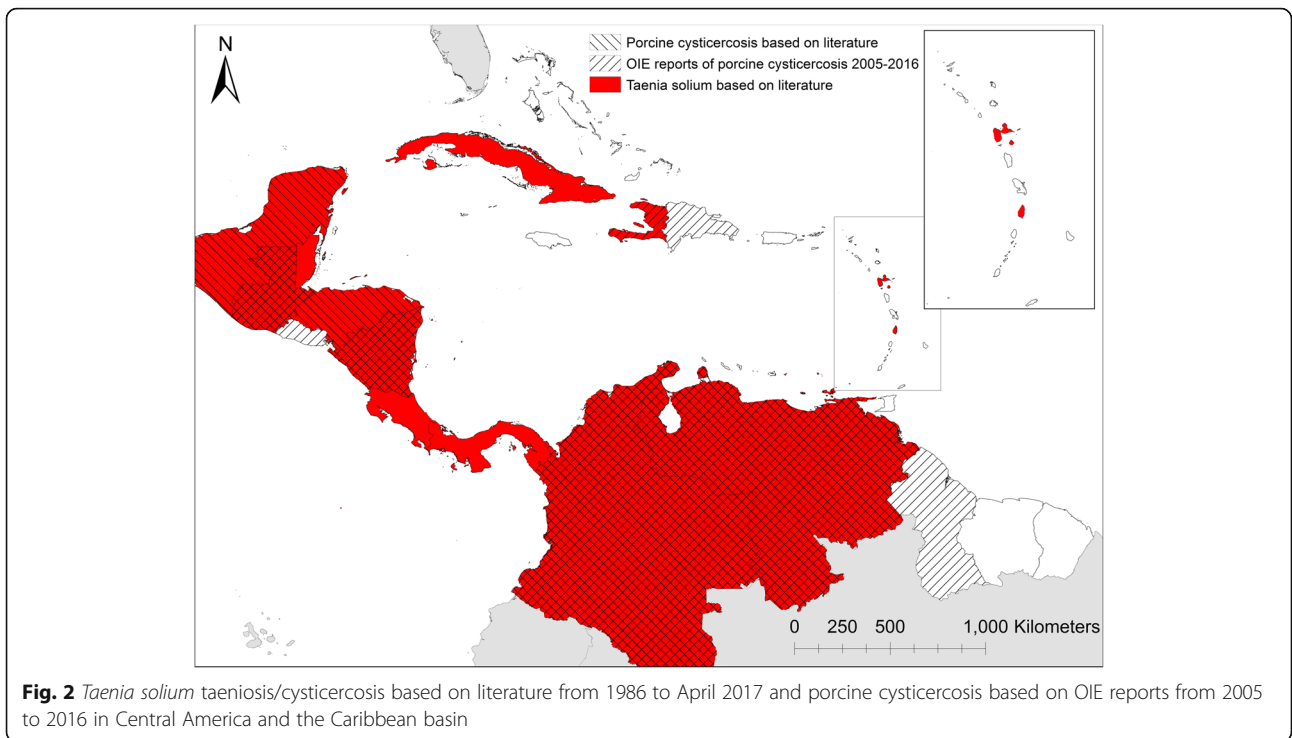 N
Porcine cysticercosis based on literature
OIE reports of porcine cysticercosis 2005-2016
Taenia solium based on literature
0 250 500 1,000 Kilometers
Fig. 2 Taenia solium taeniosis/cysticercosis based on literature from 1986 to April 2017 and porcine cysticercosis based on OIE reports from 2005
to 2016 in Central America and the Caribbean basin